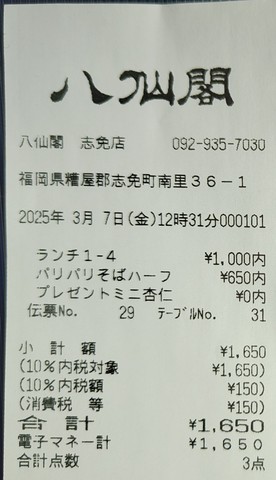 八仙閣
八仙閣 志免店 092-935-7030
福岡県糟屋郡志免町南里36-1
2025年 3月 7日(金)12時31分000101
ランチ1-4 ¥1,000内
バリバリそばハーフ ¥650内
プレゼントミニ杏仁 ¥0内
伝票No. 29 テーブルNo. 31
小計額 ¥1,650
(10%内税対象 ¥1,650)
(10%内税額 ¥150)
(消費税 等 ¥150)
合計 ¥1,650
電子マネー計 ¥1,650
合計点数 3点